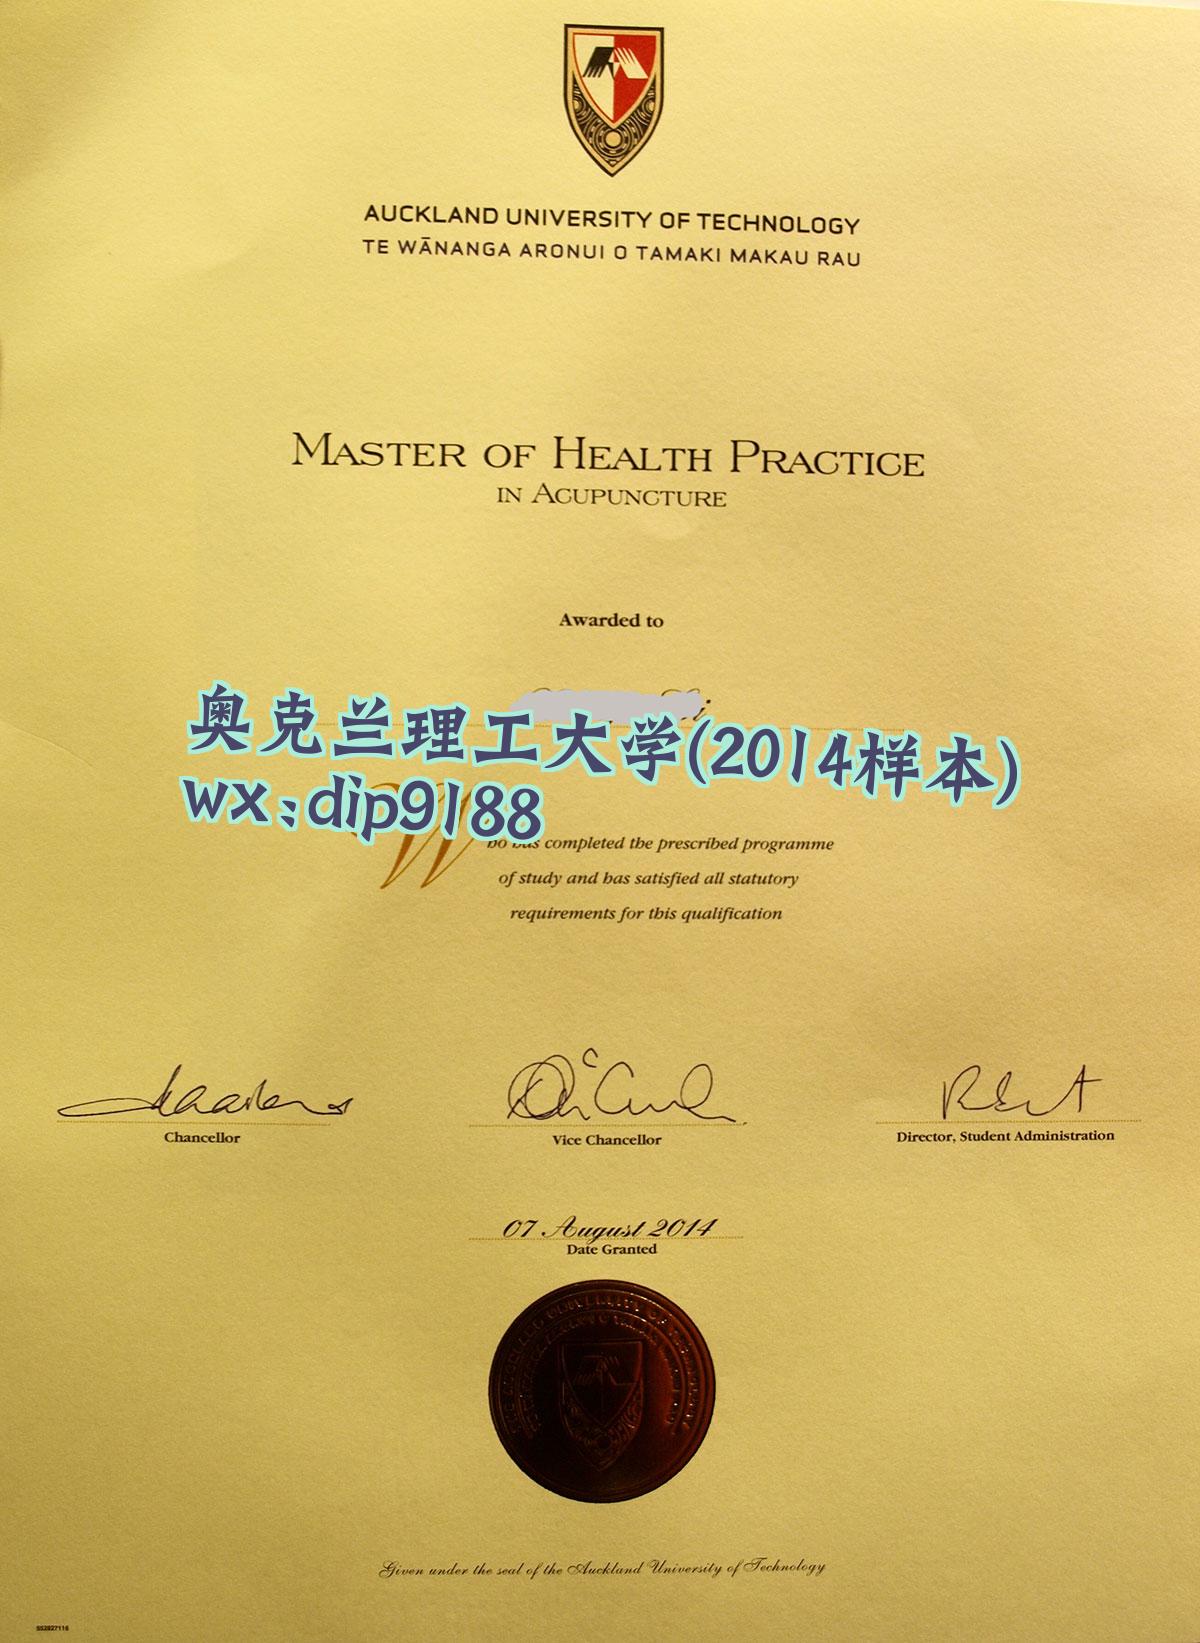 AUCKLAND UNIVERSITY OF TECHNOLOGY
TE WĀNANGA ARONUI O TAMAKI MAKAU RAU
MASTER OF HEALTH PRACTICE
IN ACUPUNCTURE
Awarded to
奥克兰理工大学(2014样本)
wx:dip9188
Who has completed the prescribed programme
of study and has satisfied all statutory
requirements for this qualification
Chancellor
Vice Chancellor
Director, Student Administration
07 August 2014
Date Granted
Given under the seal of the Auckland University of Technology